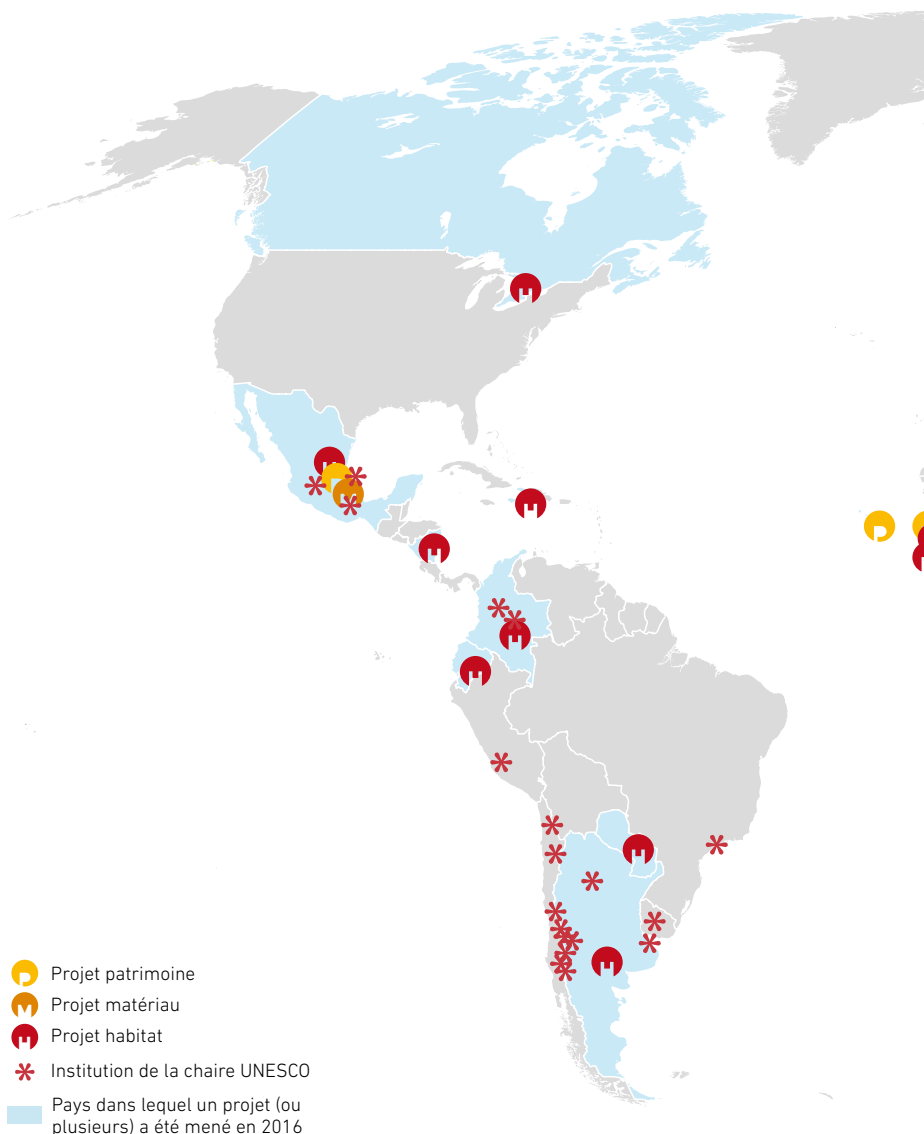 Projet patrimoine
Projet matériau
Projet habitat
Institution de la chaire UNESCO
Pays dans lequel un projet (ou
plusieurs) a été mené en 2016